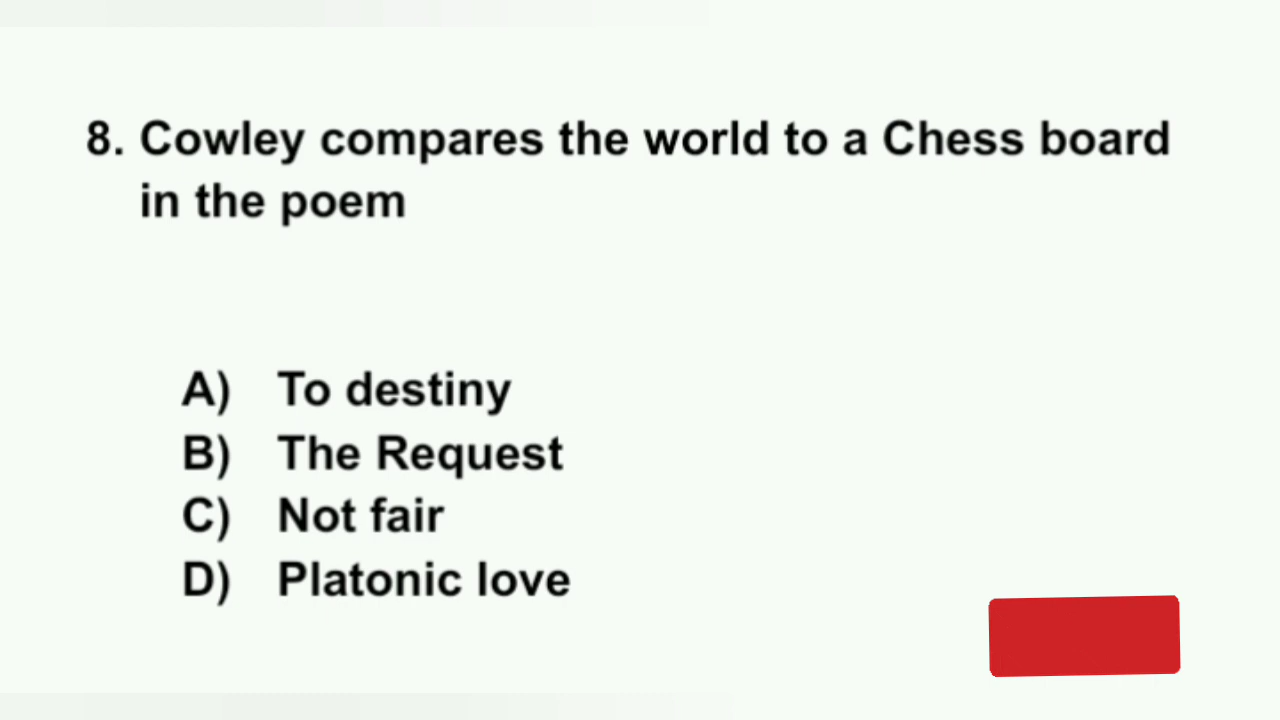 8. Cowley compares the world to a Chess board
in the poem
A) To destiny
B) The Request
C) Not fair
D) Platonic love